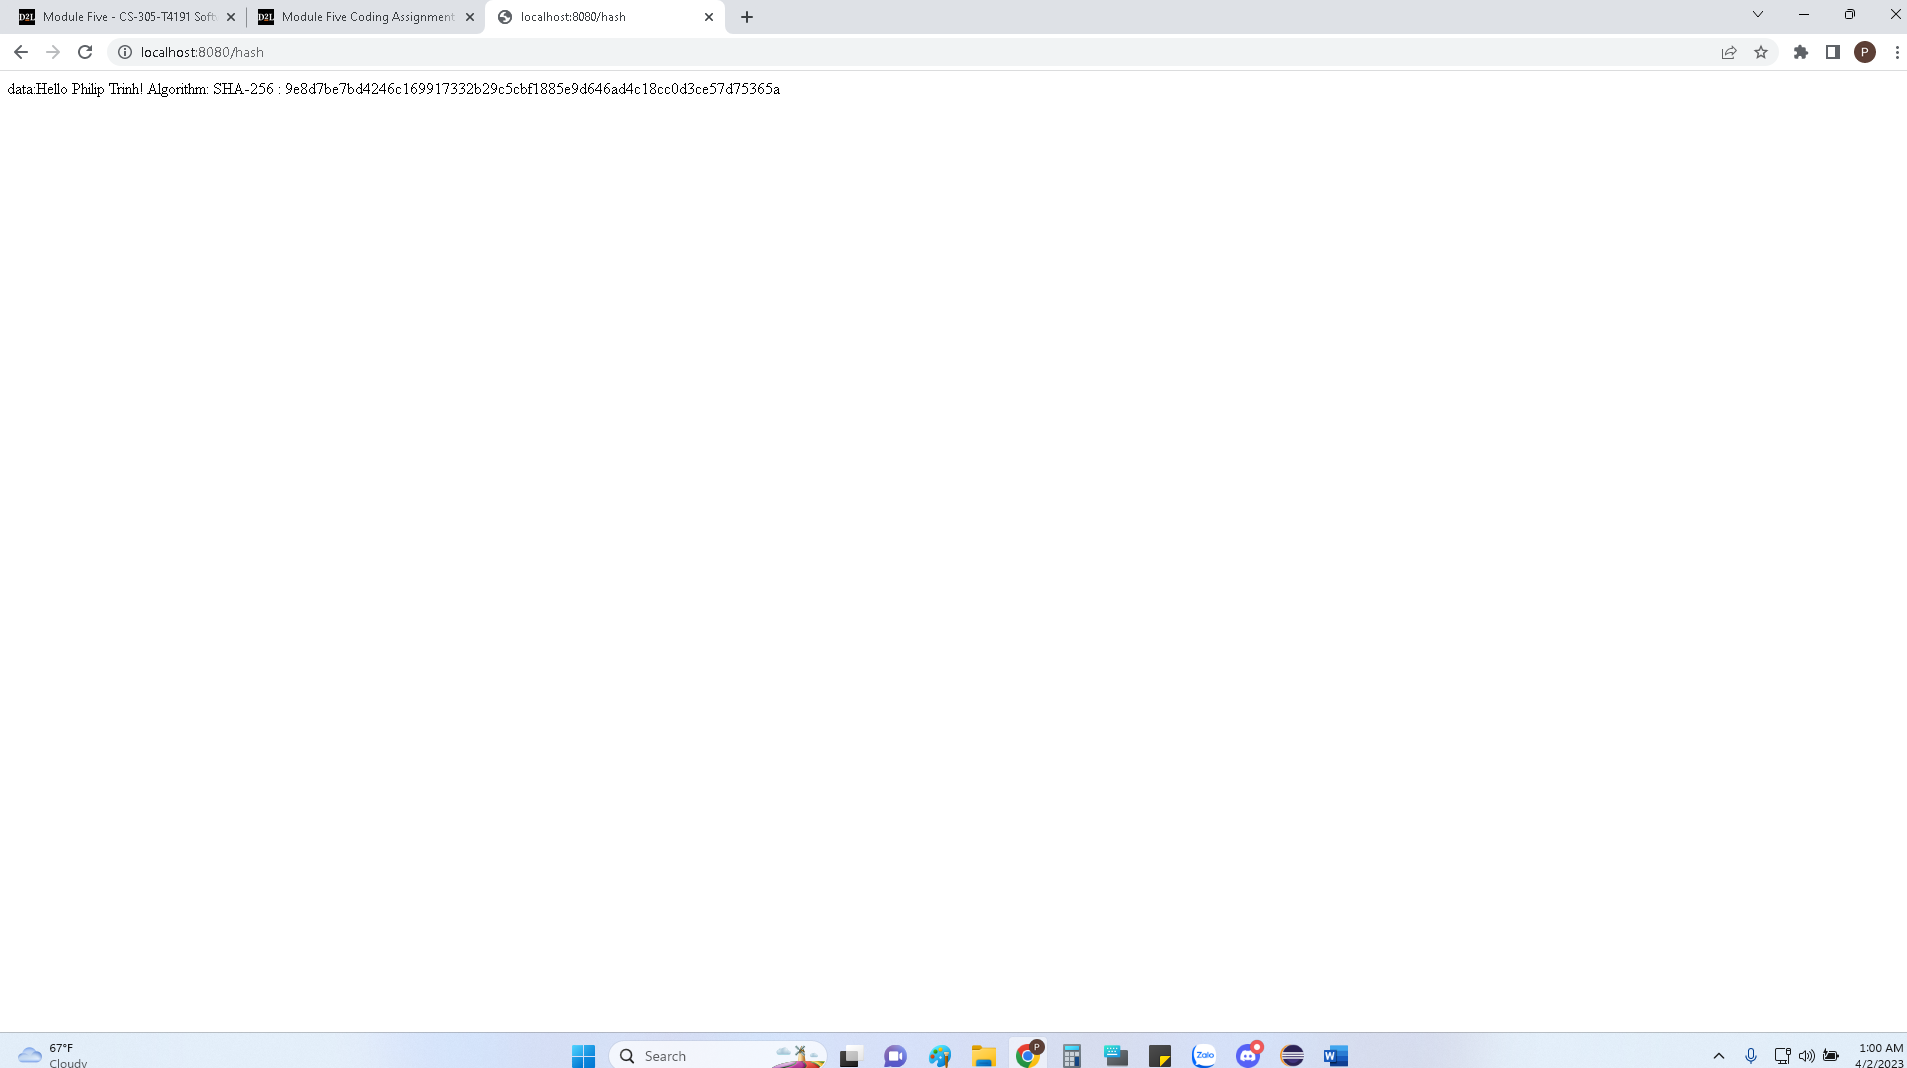 D2L Module Five - CS-305-T4191 Soft
D2L Module Five Coding Assignment
localhost:8080/hash
localhost:8080/hash
P
data:Hello Philip Trinh! Algorithm: SHA-256 : 9e8d7be7bd4246c169917332b29c5cbf1885e9d646ad4c18cc0d3ce57d75365a
67°F
Cloudy
Search
P
Zalo
W
1:00 AM
4/2/2023